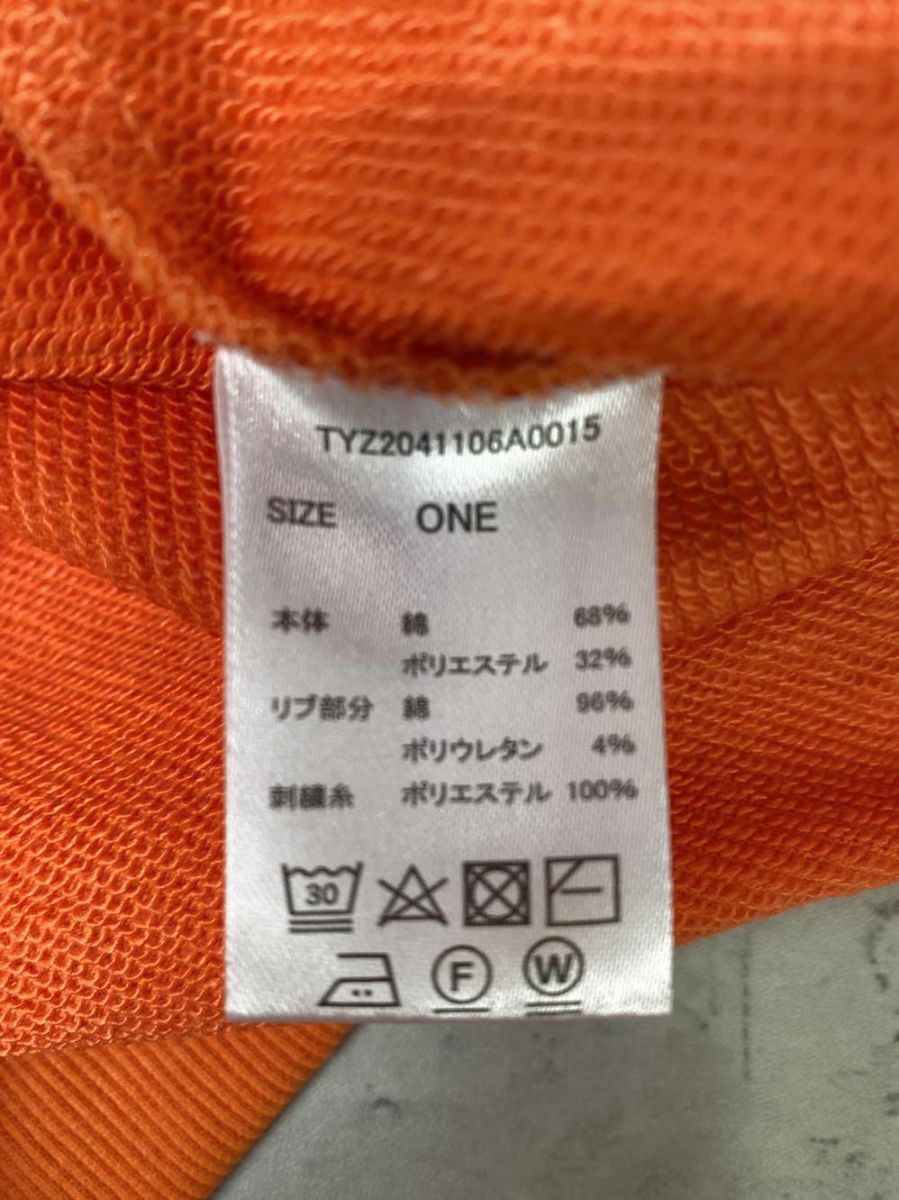 TYZ2041106A0015
SIZE ONE
本体 綿 68%
ポリエステル 32%
リブ部分 綿 96%
ポリウレタン 4%
刺繍糸 ポリエステル 100%
30
F W